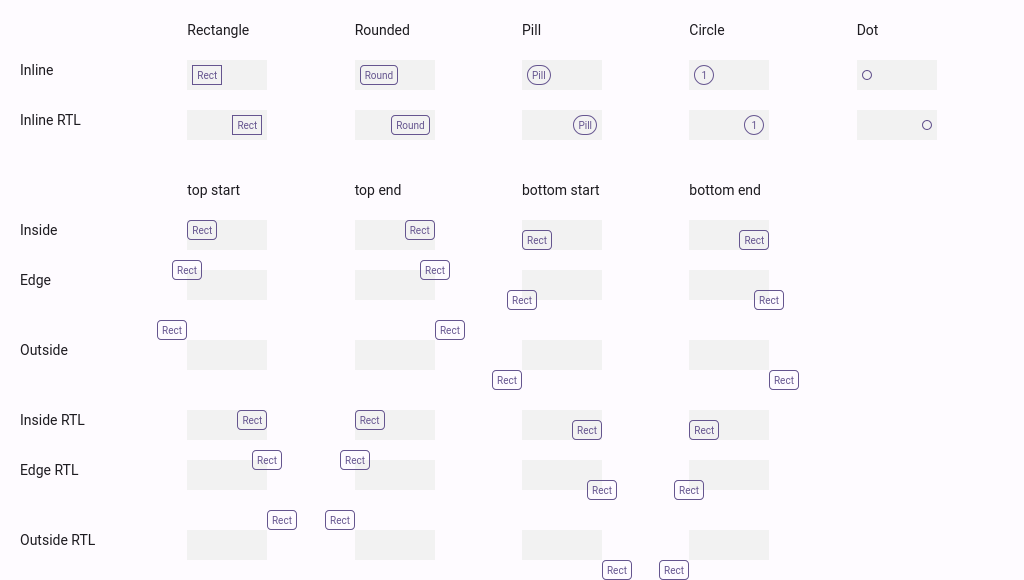 Rectangle Rounded Pill Circle Dot
Inline Rect Round Pill 1
Inline RTL Rect Round Pill 1
top start top end bottom start bottom end
Inside Rect Rect Rect Rect
Edge Rect Rect Rect Rect
Rect Rect
Outside
Rect Rect
Inside RTL Rect Rect Rect Rect
Edge RTL Rect Rect Rect Rect
Rect Rect
Outside RTL
Rect Rect